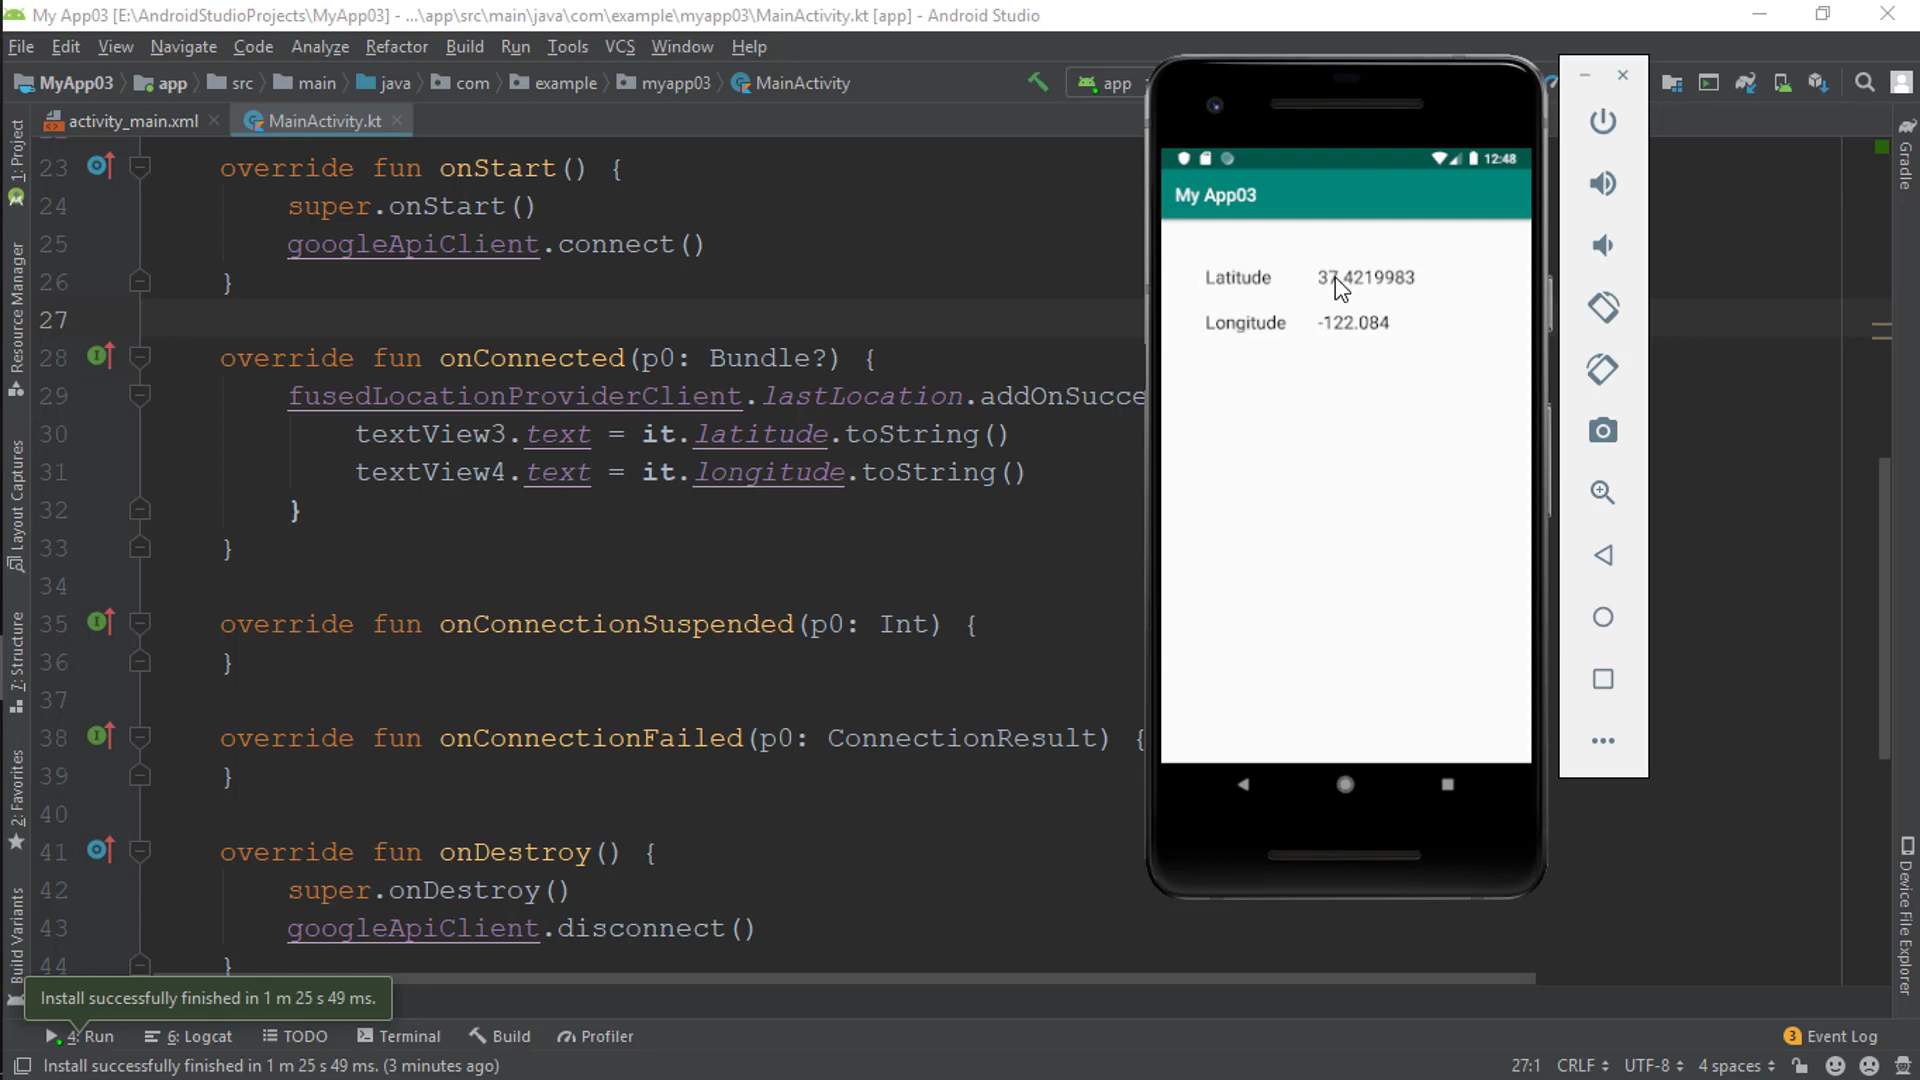 My App03 [E:\AndroidStudioProjects\MyApp03] - ...\app\src\main\java\com\example\myapp03\MainActivity.kt [app] - Android Studio
File Edit View Navigate Code Analyze Refactor Build Run Tools VCS Window Help
MyApp03 app src main java com example myapp03 MainActivity app
activity_main.xml MainActivity.kt
23 override fun onStart() {
24 super.onStart()
25 googleApiClient.connect()
26 }
27
28 override fun onConnected(p0: Bundle?) {
29 fusedLocationProviderClient.lastLocation.addOnSucce
30 textView3.text = it.latitude.toString()
31 textView4.text = it.longitude.toString()
32 }
33 }
34
35 override fun onConnectionSuspended(p0: Int) {
36 }
37
38 override fun onConnectionFailed(p0: ConnectionResult) {
39 }
40
41 override fun onDestroy() {
42 super.onDestroy()
43 googleApiClient.disconnect()
44 }
1: Project
Resource Manager
Layout Captures
7: Structure
2: Favorites
Build Variants
12:48
My App03
Latitude 37.4219983
Longitude -122.084
Gradle
Device File Explorer
Install successfully finished in 1 m 25 s 49 ms.
4: Run 6: Logcat TODO Terminal Build Profiler 3 Event Log
Install successfully finished in 1 m 25 s 49 ms. (3 minutes ago) 27:1 CRLF UTF-8 4 spaces